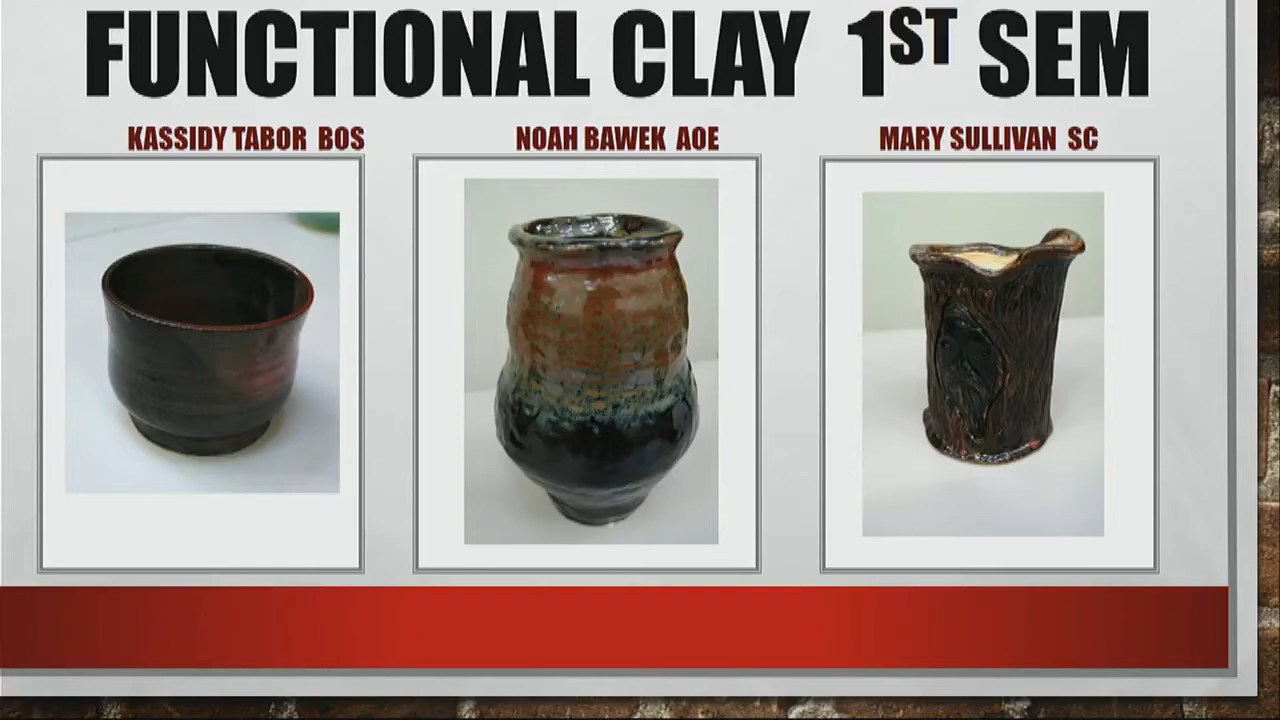 FUNCTIONAL CLAY 1ST SEM
KASSIDY TABOR BOS
NOAH BAWEK AOE
MARY SULLIVAN SC